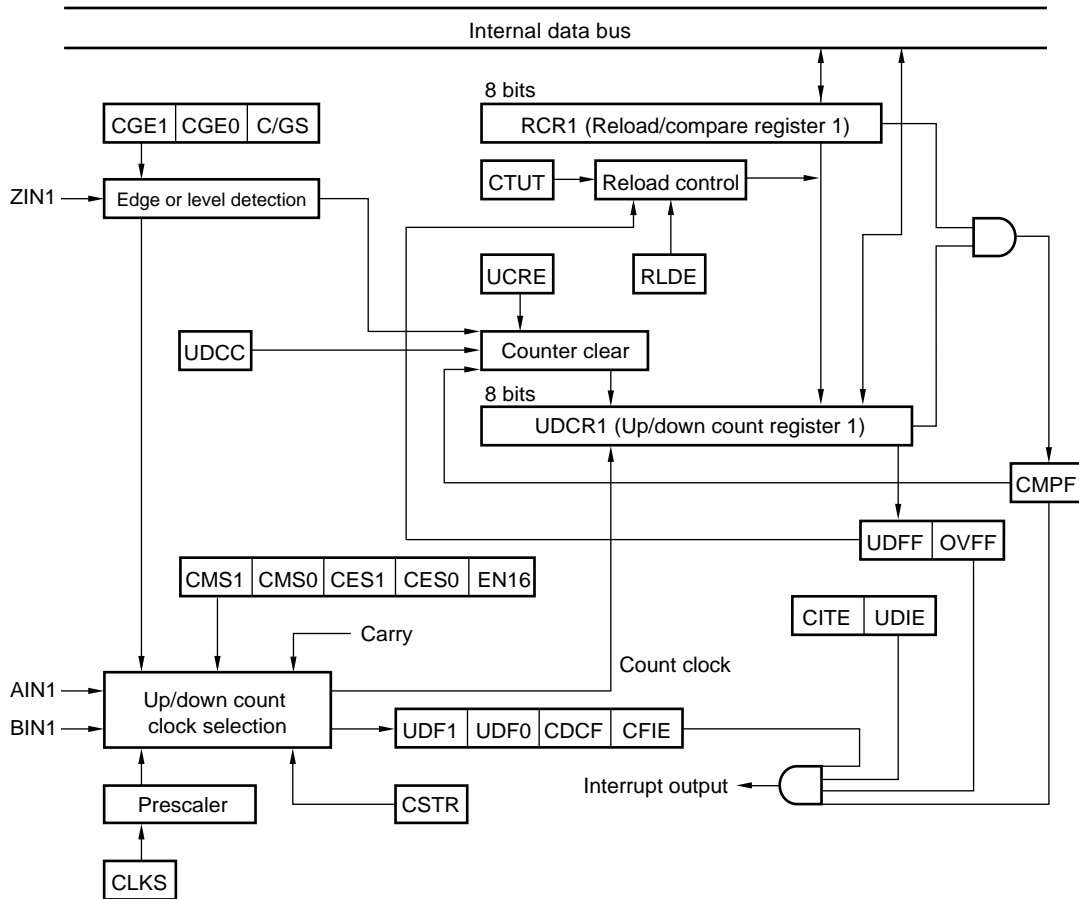 Internal data bus
8 bits
CGE1 CGE0 C/GS
RCR1 (Reload/compare register 1)
CTUT
Reload control
ZIN1
Edge or level detection
UCRE
RLDE
UDCC
Counter clear
8 bits
UDCR1 (Up/down count register 1)
CMPF
UDFF OVFF
CMS1 CMS0 CES1 CES0 EN16
CITE UDIE
Carry
Count clock
AIN1
BIN1
Up/down count
clock selection
UDF1 UDF0 CDCF CFIE
Interrupt output
Prescaler
CSTR
CLKS